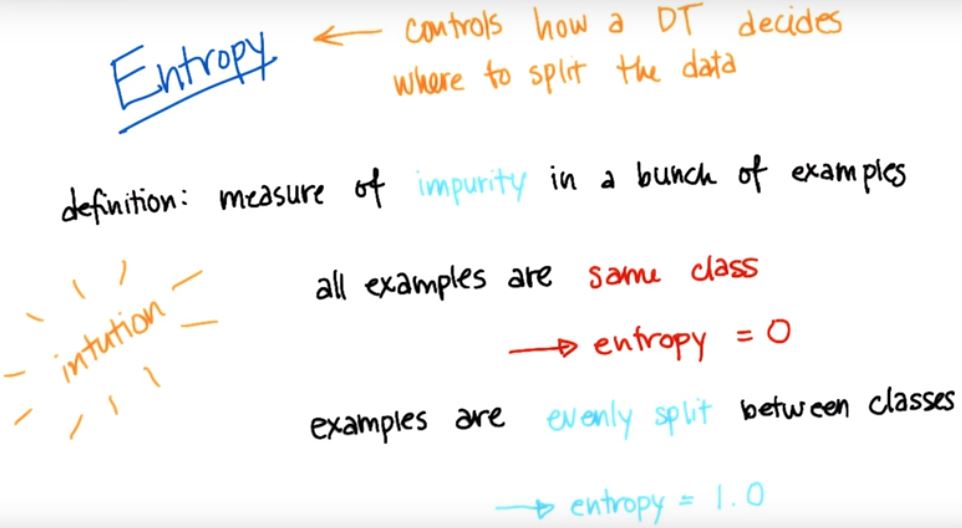 Entropy ← controls how a DT decides
where to split the data
definition: measure of impurity in a bunch of examples
all examples are same class
intution
→ entropy = 0
examples are evenly split between classes
→ entropy = 1.0